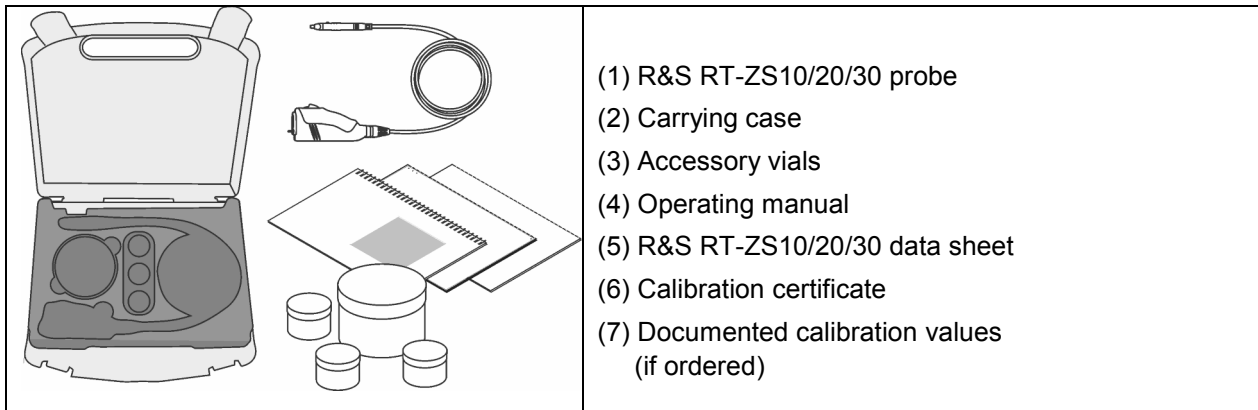 (1) R&S RT-ZS10/20/30 probe
(2) Carrying case
(3) Accessory vials
(4) Operating manual
(5) R&S RT-ZS10/20/30 data sheet
(6) Calibration certificate
(7) Documented calibration values
(if ordered)